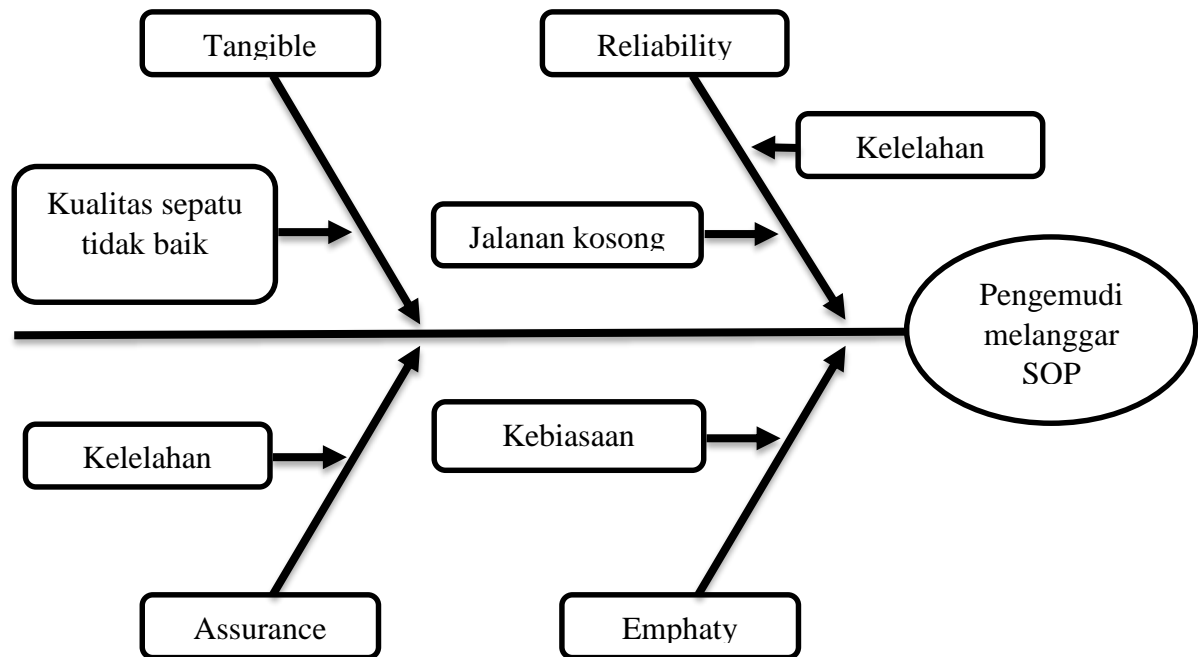 Tangible
Reliability
Kelelahan
Kualitas sepatu
tidak baik
Jalanan kosong
Pengemudi
melanggar
SOP
Kelelahan
Kebiasaan
Assurance
Emphaty